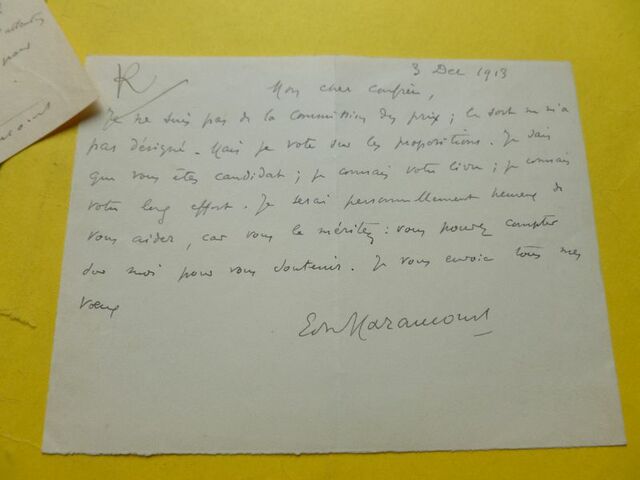 R
3 Dec 1913
Mon cher confrère,
Je ne suis pas de la Commission des prix ; le sort ne m'a
pas désigné. Mais je vote sur les propositions. Je sais
que vous êtes candidat ; je connais votre livre ; je connais
votre long effort. Je serai personnellement heureux de
vous aider, car vous le méritez : vous pouvez compter
sur moi pour vous soutenir. Je vous envoie tous mes
vœux
Edm Haraucourt